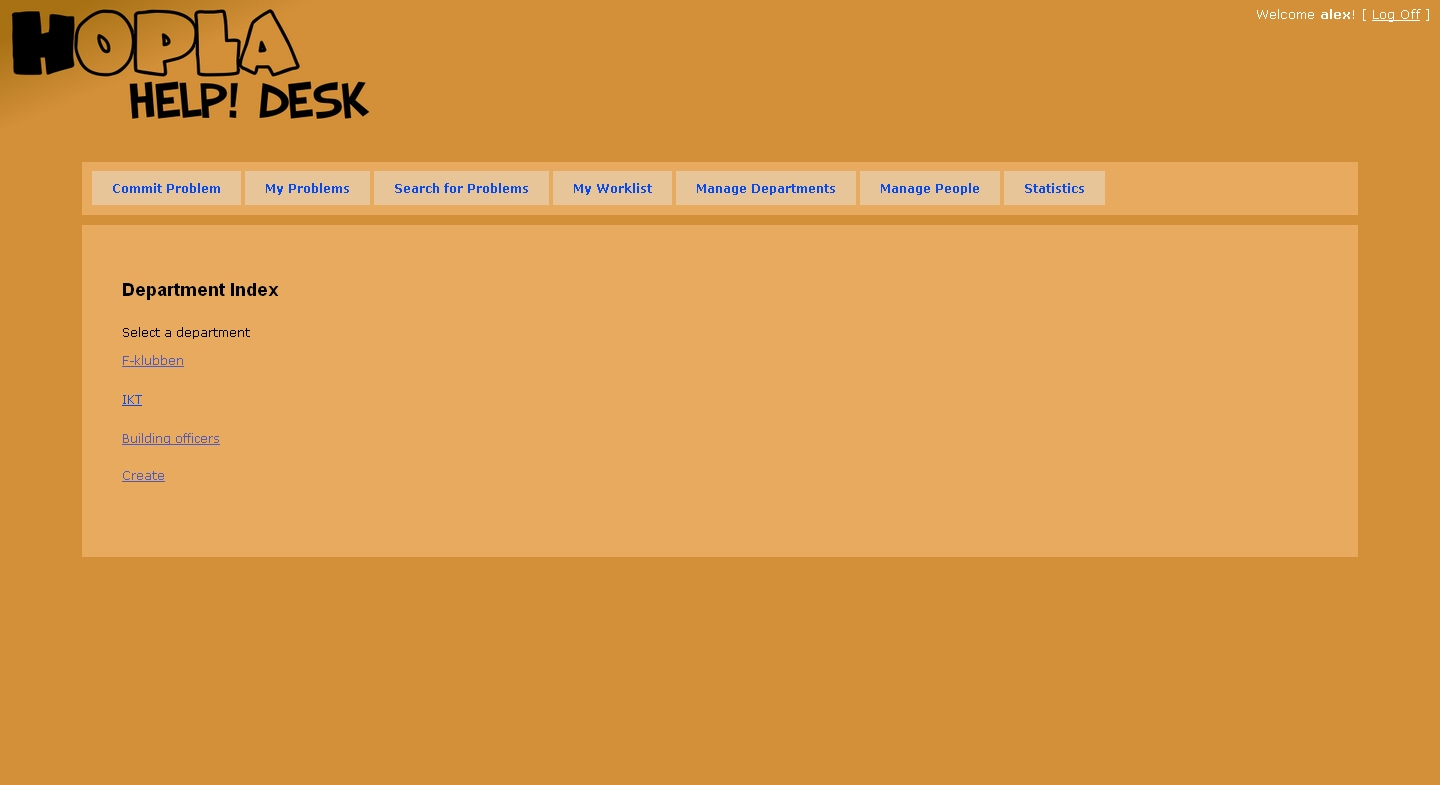 HOPLA
HELP! DESK
Welcome alex! [ Log Off ]
Commit Problem My Problems Search for Problems My Worklist Manage Departments Manage People Statistics
Department Index
Select a department
F-klubben
IKT
Building officers
Create